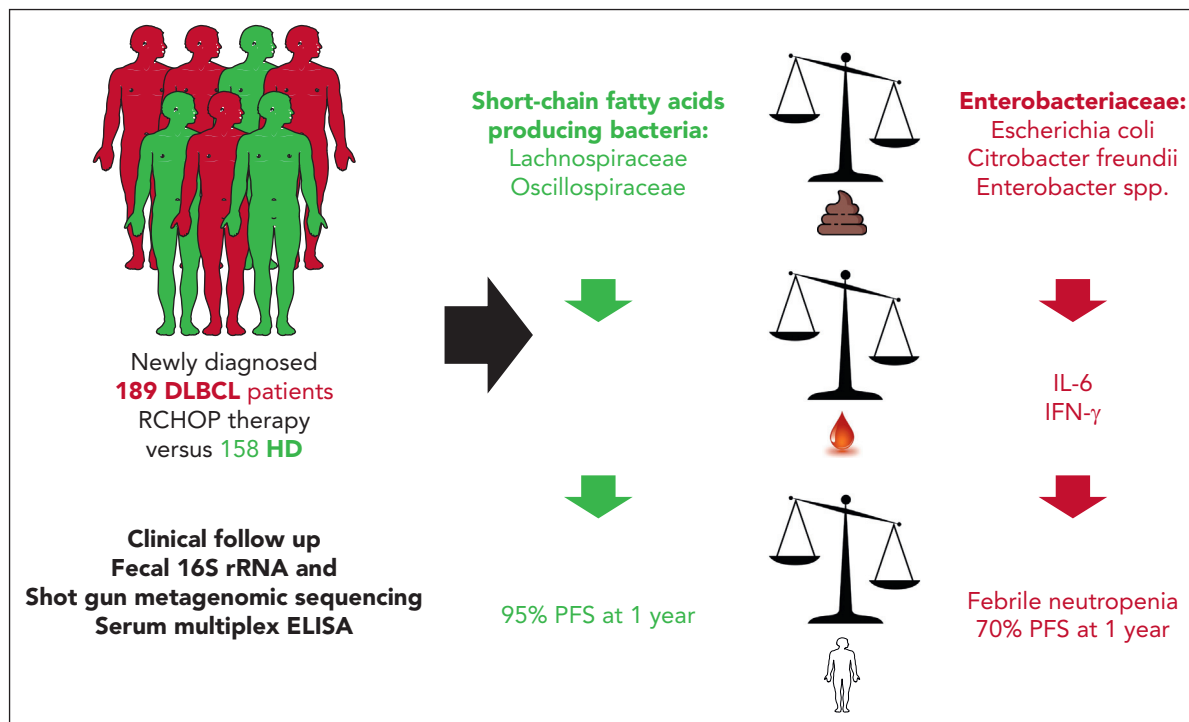 Newly diagnosed
189 DLBCL patients
RCHOP therapy
versus 158 HD
Clinical follow up
Fecal 16S rRNA and
Shot gun metagenomic sequencing
Serum multiplex ELISA
Short-chain fatty acids
producing bacteria:
Lachnospiraceae
Oscillospiraceae
95% PFS at 1 year
Enterobacteriaceae:
Escherichia coli
Citrobacter freundii
Enterobacter spp.
IL-6
IFN-γ
Febrile neutropenia
70% PFS at 1 year